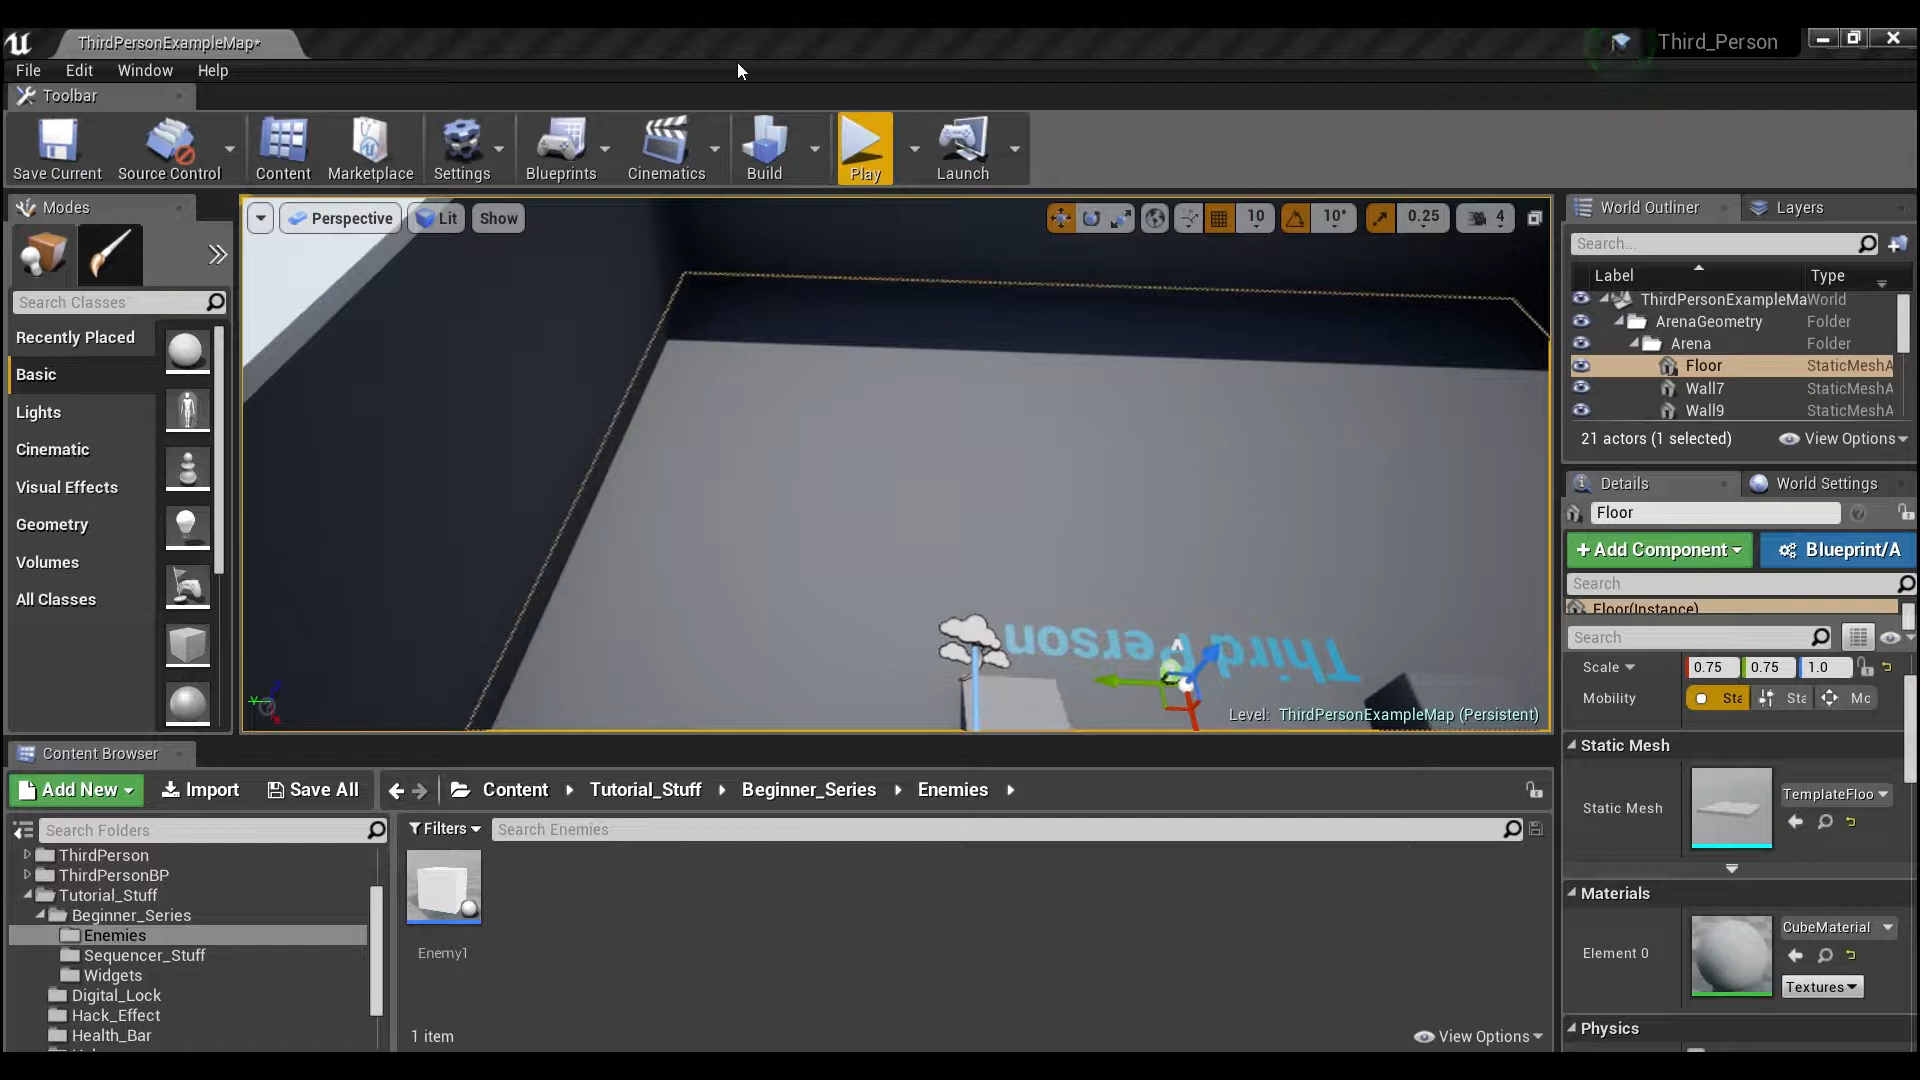 ThirdPersonExampleMap*
Third_Person
File Edit Window Help
Toolbar
Save Current Source Control Content Marketplace Settings Blueprints Cinematics Build Play Launch
Modes
Search Classes
Recently Placed
Basic
Lights
Cinematic
Visual Effects
Geometry
Volumes
All Classes
Perspective Lit Show
10 10° 0.25 4
Third Person
Level: ThirdPersonExampleMap (Persistent)
World Outliner Layers
Search...
Label Type
ThirdPersonExampleMa World
ArenaGeometry Folder
Arena Folder
Floor StaticMeshA
Wall7 StaticMeshA
Wall9 StaticMeshA
21 actors (1 selected) View Options
Details World Settings
Floor
+ Add Component Blueprint/A
Search
Floor(Instance)
Search
Scale 0.75 0.75 1.0
Mobility Sta Sta Mo
Static Mesh
Static Mesh TemplateFloo
Materials
Element 0 CubeMaterial
Textures
Physics
Content Browser
Add New Import Save All Content Tutorial_Stuff Beginner_Series Enemies
Search Folders
Filters Search Enemies
ThirdPerson
ThirdPersonBP
Tutorial_Stuff
Beginner_Series
Enemies
Sequencer_Stuff
Widgets
Digital_Lock
Hack_Effect
Health_Bar
Enemy1
1 item View Options